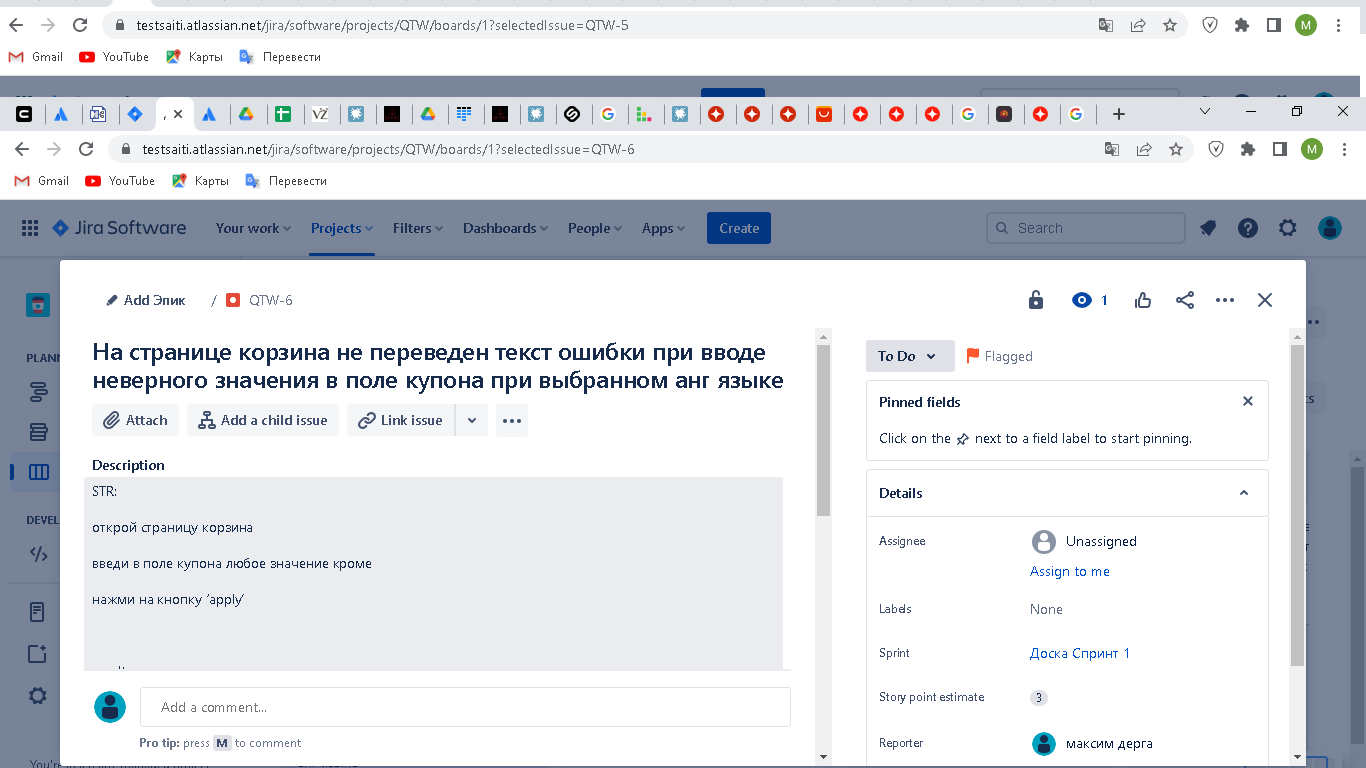 testsaiti.atlassian.net/jira/software/projects/QTW/boards/1?selectedIssue=QTW-5
M
Gmail YouTube Карты Перевести
testsaiti.atlassian.net/jira/software/projects/QTW/boards/1?selectedIssue=QTW-6
M
Gmail YouTube Карты Перевести
Jira Software Your work Projects Filters Dashboards People Apps Create Search
Add Эпик / QTW-6 1
На странице корзина не переведен текст ошибки при вводе
неверного значения в поле купона при выбранном анг языке
To Do Flagged
Attach Add a child issue Link issue
Pinned fields
Click on the next to a field label to start pinning.
Description
STR:
открой страницу корзина
введи в поле купона любое значение кроме
нажми на кнопку ‘apply’
Details
Assignee Unassigned
Assign to me
Labels None
Sprint Доска Спринт 1
Story point estimate 3
Reporter максим дерга
Add a comment...
Pro tip: press M to comment
PLANN
DEVEL